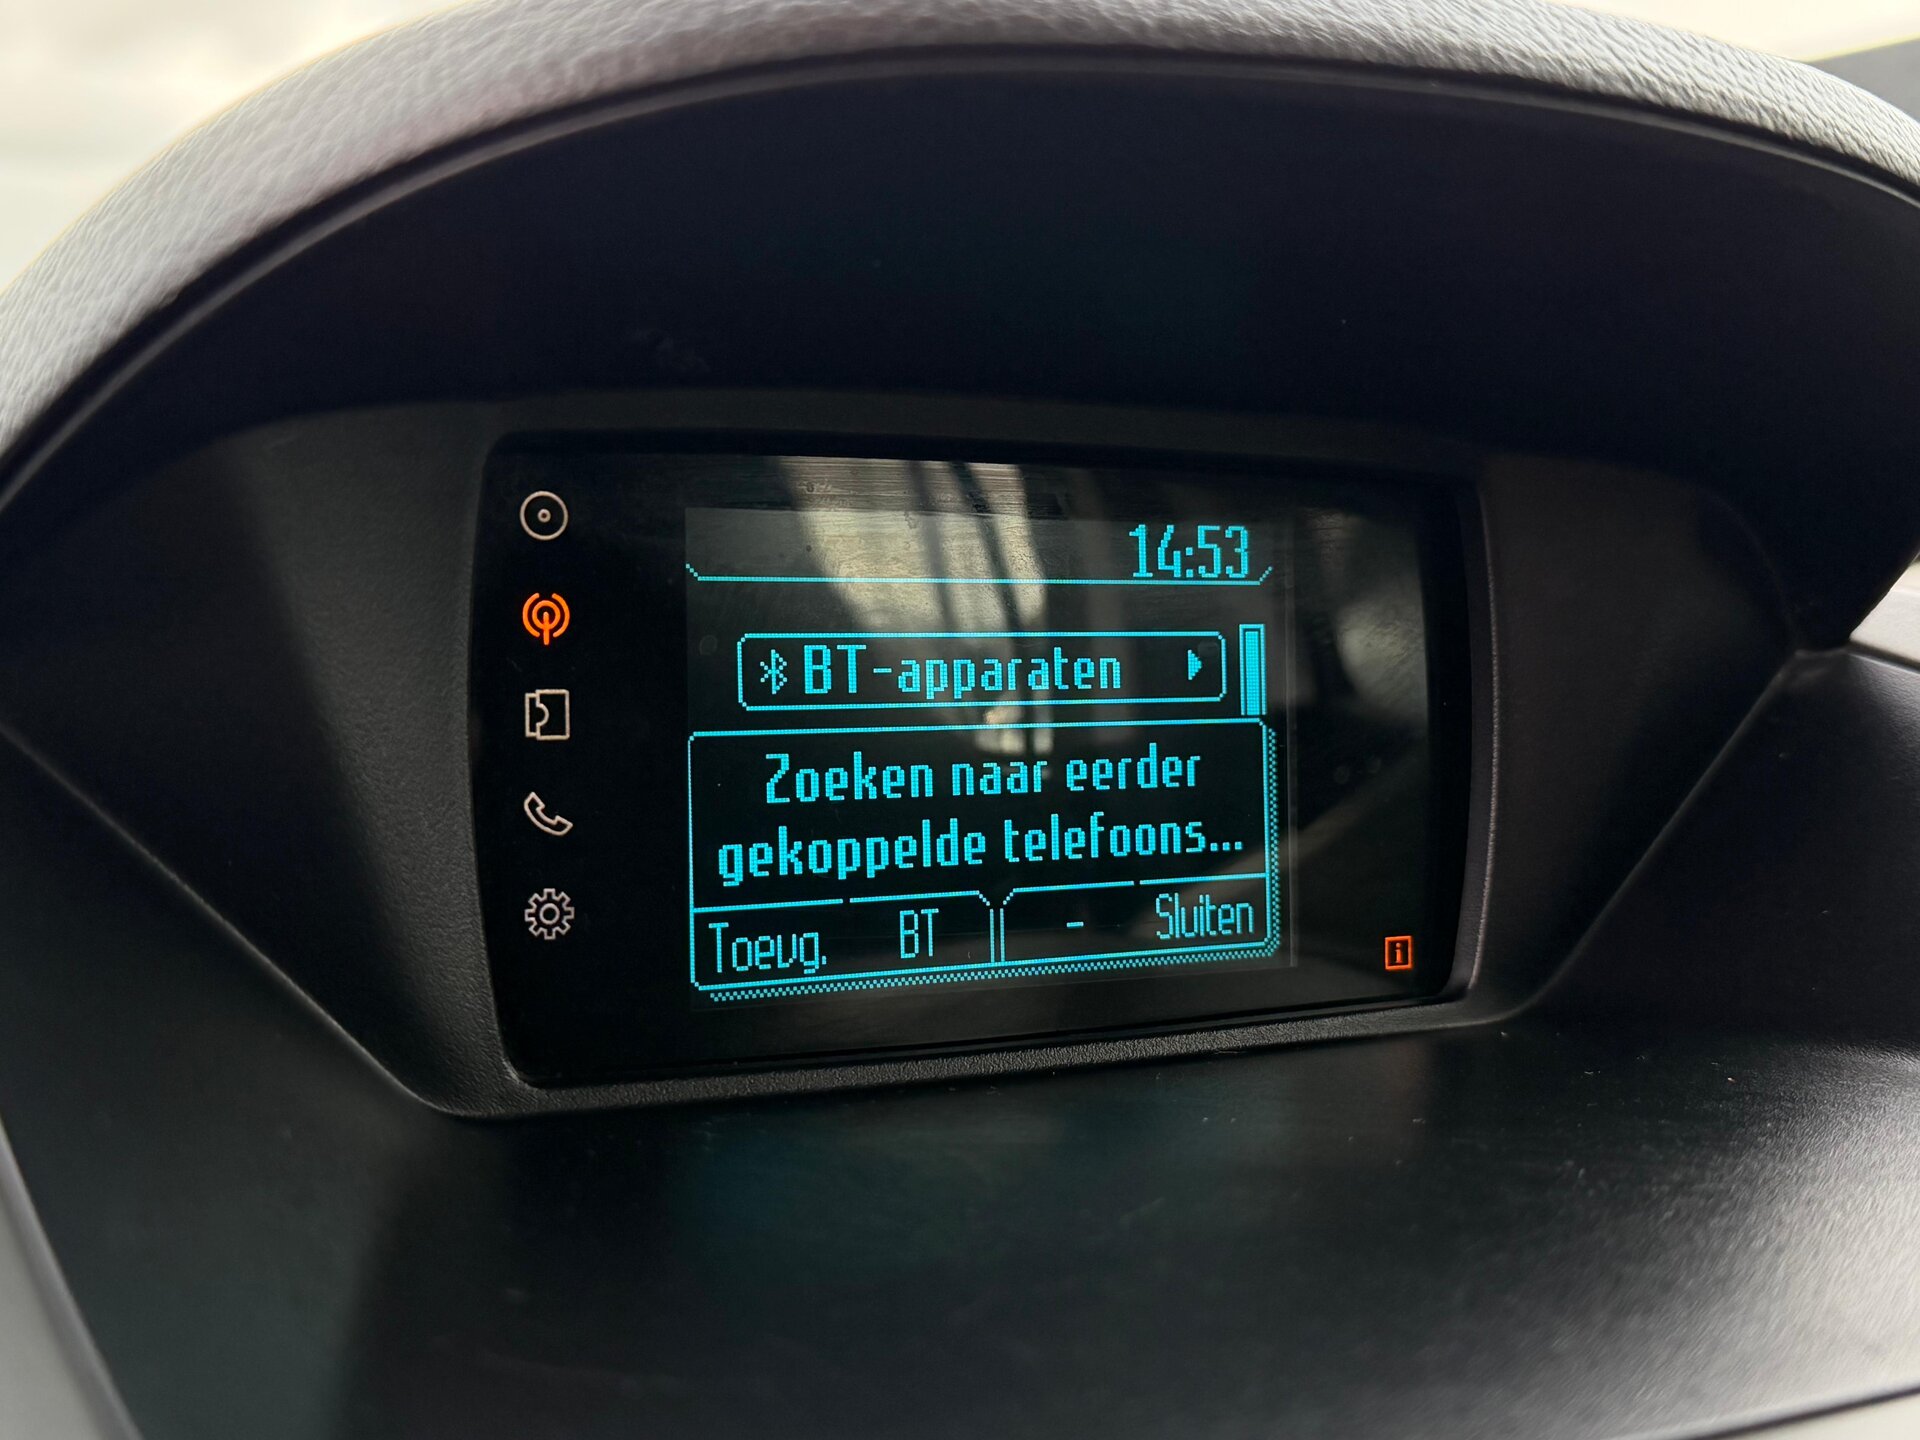 14:53
BT-apparaten
Zoeken naar eerder
gekoppelde telefoons...
Toevg. BT - Sluiten
i